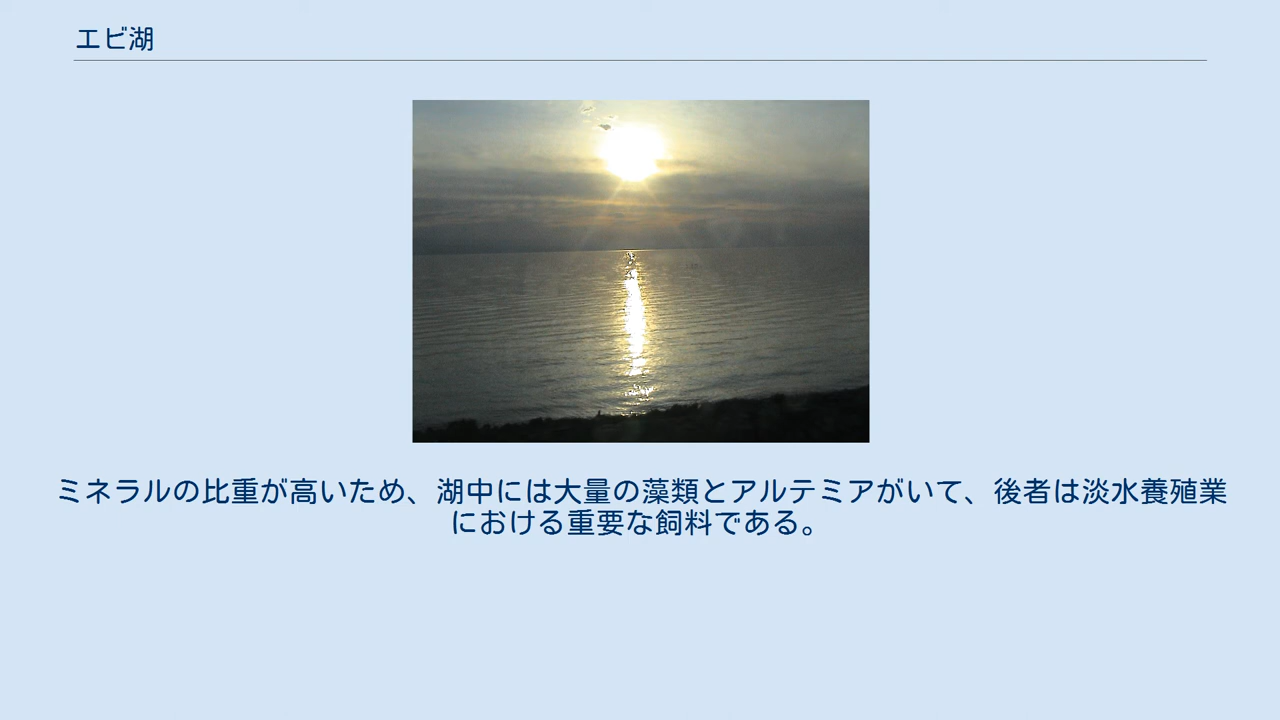 エビ湖
ミネラルの比重が高いため、湖中には大量の藻類とアルテミアがいて、後者は淡水養殖業
における重要な飼料である。